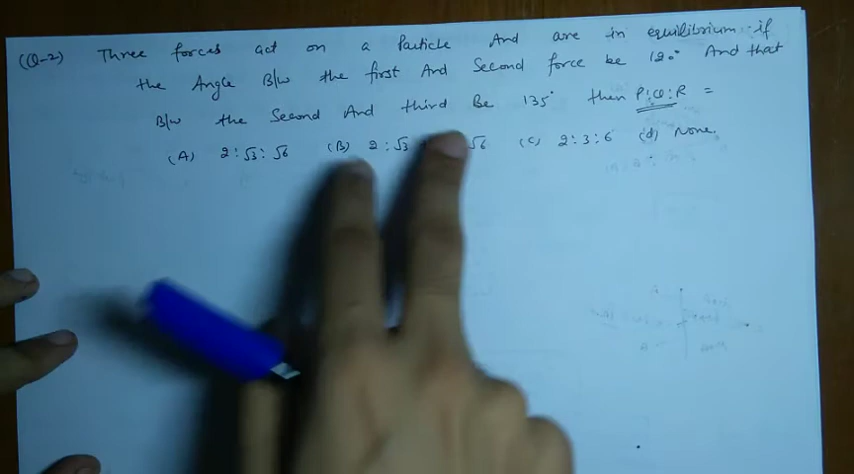 (Q-2) Three forces act on a Particle And are in equilibrium if
the Angle B/w the first And Second force be 120° And that
B/w the Second And third Be 135° then P:Q:R =
(A) 2:√3:√6 (B) 2:√3 √6 (C) 2:3:6 (d) None.